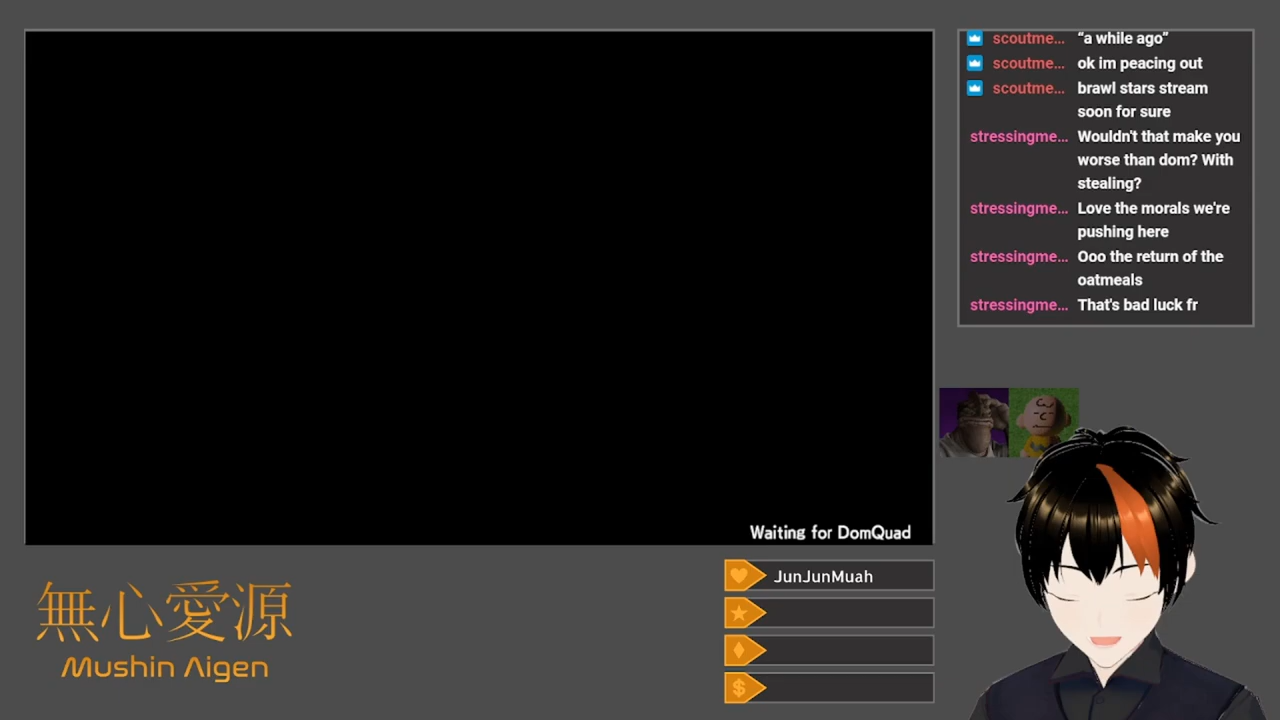 scoutme... “a while ago”
scoutme... ok im peacing out
scoutme... brawl stars stream
soon for sure
stressingme... Wouldn't that make you
worse than dom? With
stealing?
stressingme... Love the morals we're
pushing here
stressingme... Ooo the return of the
oatmeals
stressingme... That's bad luck fr
Waiting for DomQuad
JunJunMuah
$
無心愛源
Mushin Aigen